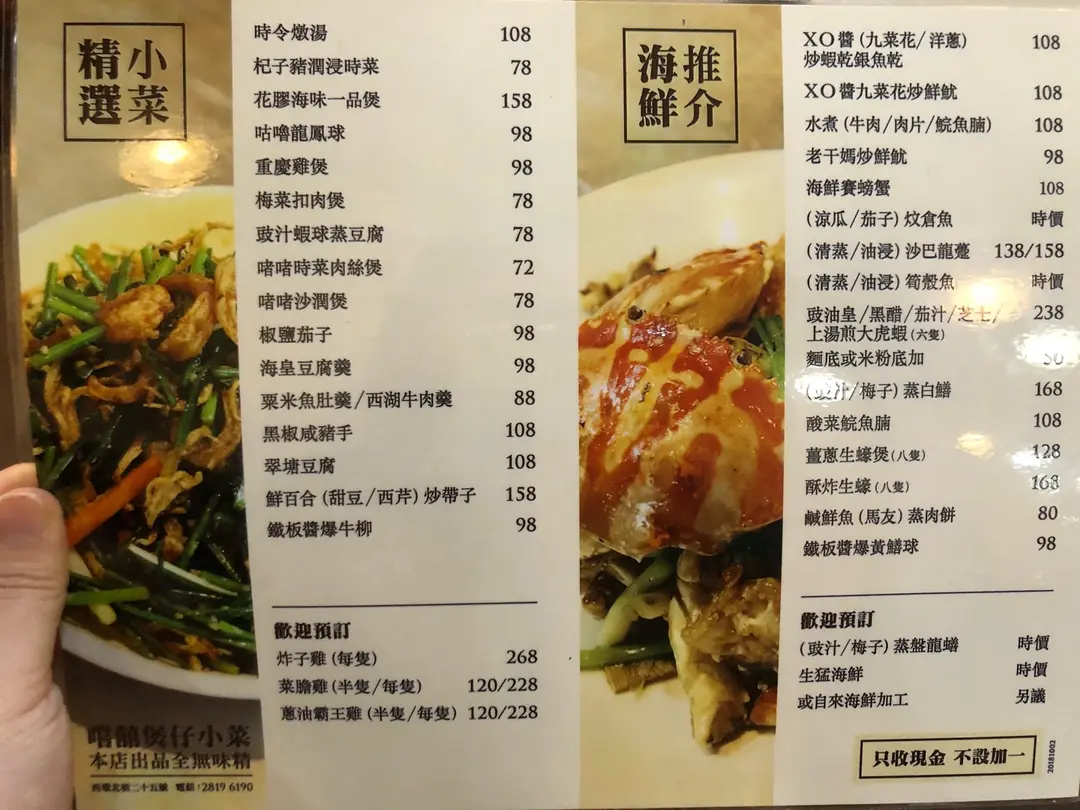 小菜
精選
時令燉湯 108
杞子豬潤浸時菜 78
花膠海味一品煲 158
咕嚕龍鳳球 98
重慶雞煲 98
梅菜扣肉煲 78
豉汁蝦球蒸豆腐 78
啫啫時菜肉絲煲 72
啫啫沙潤煲 78
椒鹽茄子 98
海皇豆腐羹 98
粟米魚肚羹/西湖牛肉羹 88
黑椒咸豬手 108
翠塘豆腐 108
鮮百合(甜豆/西芹)炒帶子 158
鐵板醬爆牛柳 98
歡迎預訂
炸子雞(每隻) 268
菜膽雞(半隻/每隻) 120/228
蔥油霸王雞(半隻/每隻) 120/228
嚐囍煲仔小菜
本店出品全無味精
西環北街二十五號 電話:2819 6190
推介
海鮮
XO醬(九菜花/洋蔥) 108
炒蝦乾銀魚乾
XO醬九菜花炒鮮魷 108
水煮(牛肉/肉片/鯇魚腩) 108
老干媽炒鮮魷 98
海鮮賽螃蟹 108
(涼瓜/茄子)炆倉魚 時價
(清蒸/油浸)沙巴龍躉 138/158
(清蒸/油浸)筍殼魚 時價
豉油皇/黑醋/茄汁/芝士/ 238
上湯煎大虎蝦(六隻)
麵底或米粉底加
(豉汁/梅子)蒸白鱔 168
酸菜鯇魚腩 108
薑蔥生蠔煲(八隻) 128
酥炸生蠔(八隻) 168
鹹鮮魚(馬友)蒸肉餅 80
鐵板醬爆黃鱔球 98
歡迎預訂
(豉汁/梅子)蒸盤龍鱔 時價
生猛海鮮 時價
或自來海鮮加工 另議
只收現金 不設加一
20181002